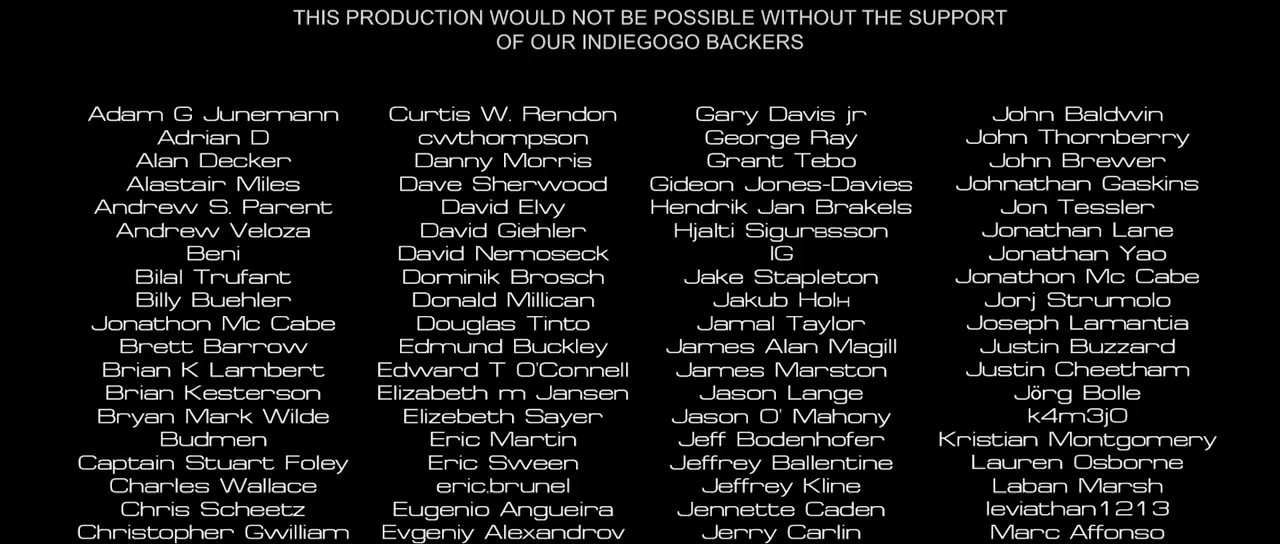 THIS PRODUCTION WOULD NOT BE POSSIBLE WITHOUT THE SUPPORT
OF OUR INDIEGOGO BACKERS
Adam G Junemann
Adrian D
Alan Decker
Alastair Miles
Andrew S. Parent
Andrew Veloza
Beni
Bilal Trufant
Billy Buehler
Jonathon Mc Cabe
Brett Barrow
Brian K Lambert
Brian Kesterson
Bryan Mark Wilde
Budmen
Captain Stuart Foley
Charles Wallace
Chris Scheetz
Christopher Gwilliam
Curtis W. Rendon
cwthompson
Danny Morris
Dave Sherwood
David Elvy
David Giehler
David Nemoseck
Dominik Brosch
Donald Millican
Douglas Tinto
Edmund Buckley
Edward T O'Connell
Elizabeth m Jansen
Elizebeth Sayer
Eric Martin
Eric Sween
eric.brunel
Eugenio Angueira
Evgeniy Alexandrov
Gary Davis jr
George Ray
Grant Tebo
Gideon Jones-Davies
Hendrik Jan Brakels
Hjalti
IG
Jake Stapleton
Jakub
Jamal Taylor
James Alan Magill
James Marston
Jason Lange
Jason O' Mahony
Jeff Bodenhofer
Jeffrey Ballentine
Jeffrey Kline
Jennette Caden
Jerry Carlin
John Baldwin
John Thornberry
John Brewer
Johnathan Gaskins
Jon Tessler
Jonathan Lane
Jonathan Yao
Jonathon Mc Cabe
Jorj Strumolo
Joseph Lamantia
Justin Buzzard
Justin Cheetham
Jörg Bolle
k4m3j0
Kristian Montgomery
Lauren Osborne
Laban Marsh
leviathan1213
Marc Affonso